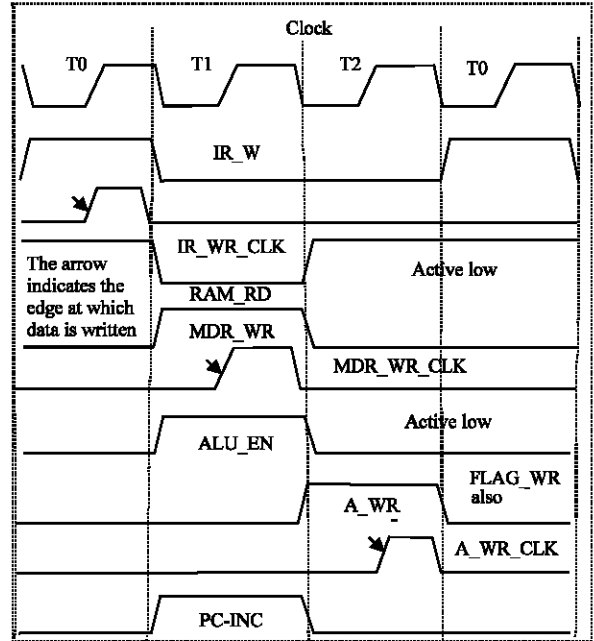 Clock
T0 T1 T2 T0
IR_W
IR_WR_CLK
The arrow
indicates the
edge at which
data is written
Active low
RAM_RD
MDR_WR
MDR_WR_CLK
Active low
ALU_EN
FLAG_WR
also
A_WR
A_WR_CLK
PC-INC